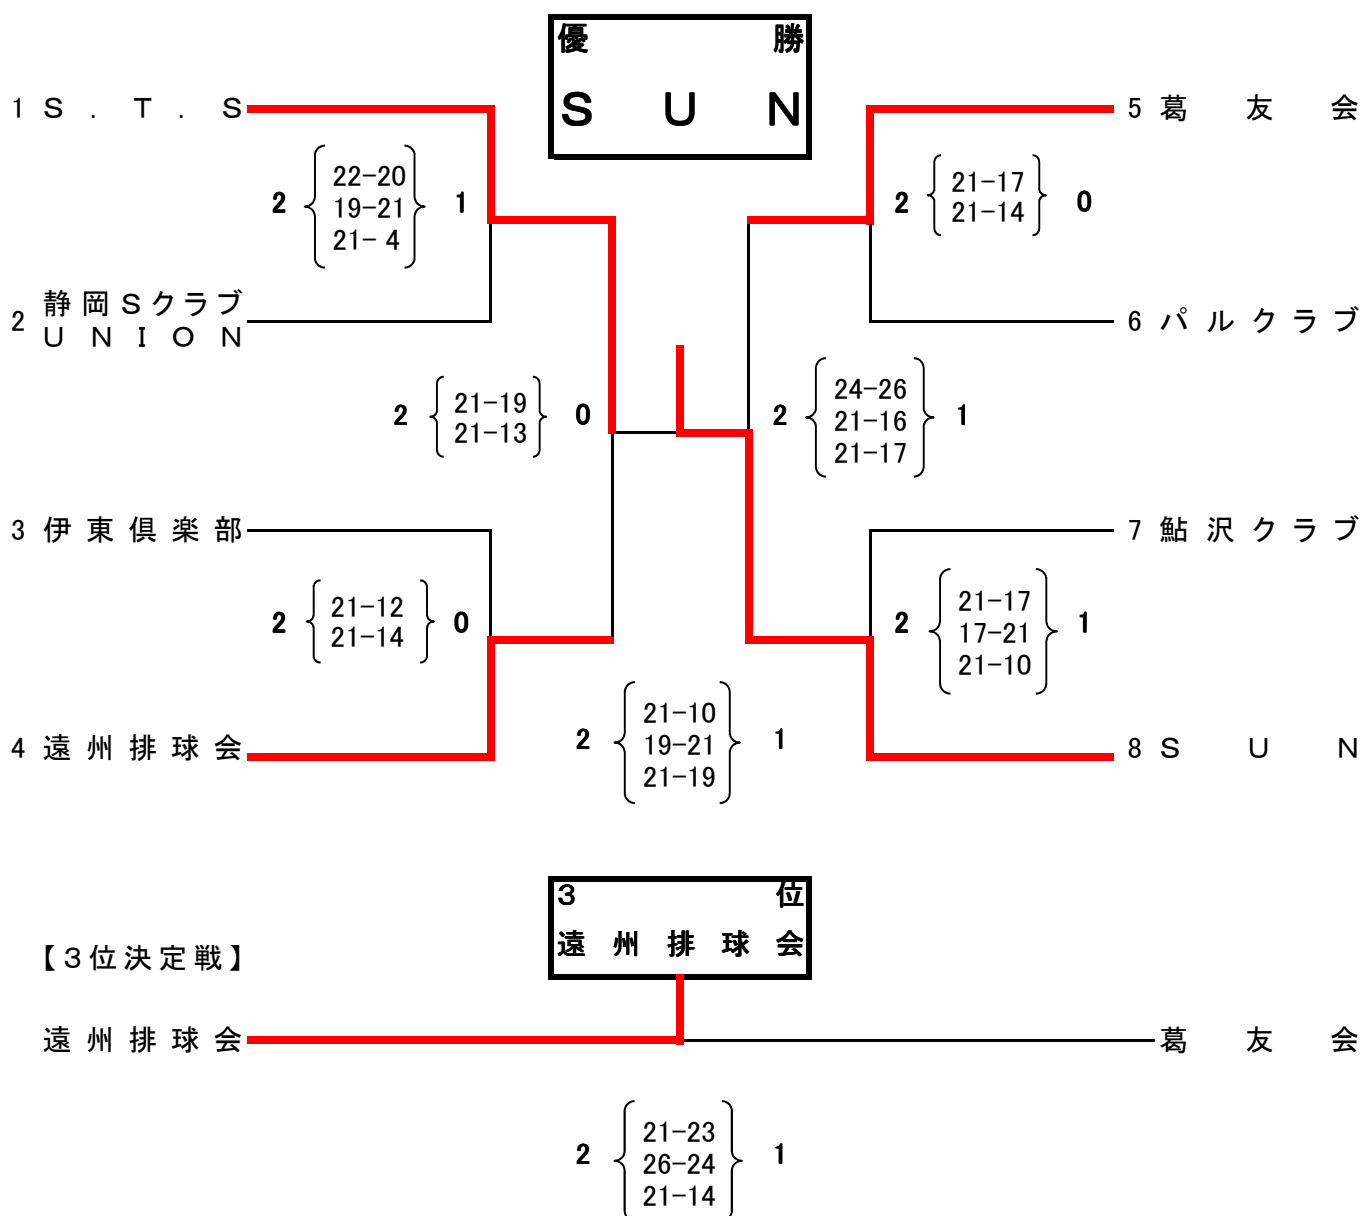 優 勝
S U N
1 S . T . S
5 葛 友 会
2 22-20 1
19-21
21- 4
2 21-17 0
21-14
2 静岡Sクラブ
U N I O N
6 パルクラブ
2 21-19 0
21-13
2 24-26 1
21-16
21-17
3 伊東倶楽部
7 鮎沢クラブ
2 21-12 0
21-14
2 21-17 1
17-21
21-10
4 遠州排球会
8 S U N
2 21-10 1
19-21
21-19
3 位
遠州排球会
【3位決定戦】
遠州排球会
葛 友 会
2 21-23 1
26-24
21-14